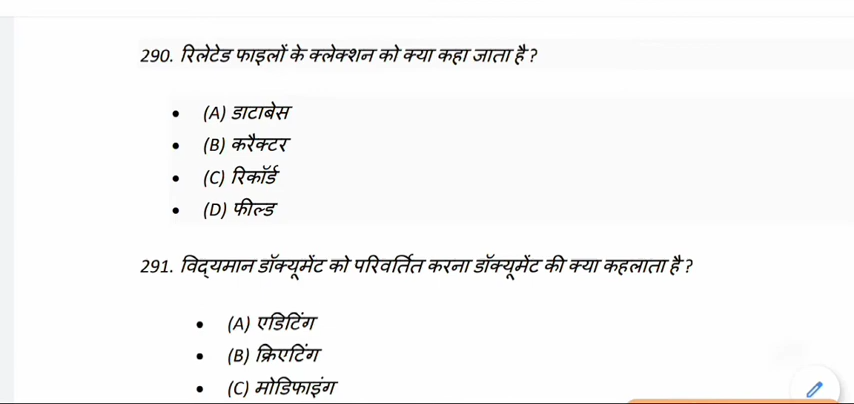 290. रिलेटेड फाइलों के क्लेक्शन को क्या कहा जाता है?
• (A) डाटाबेस
• (B) करैक्टर
• (C) रिकॉर्ड
• (D) फील्ड
291. विद्यमान डॉक्यूमेंट को परिवर्तित करना डॉक्यूमेंट की क्या कहलाता है?
• (A) एडिटिंग
• (B) क्रिएटिंग
• (C) मोडिफाइंग